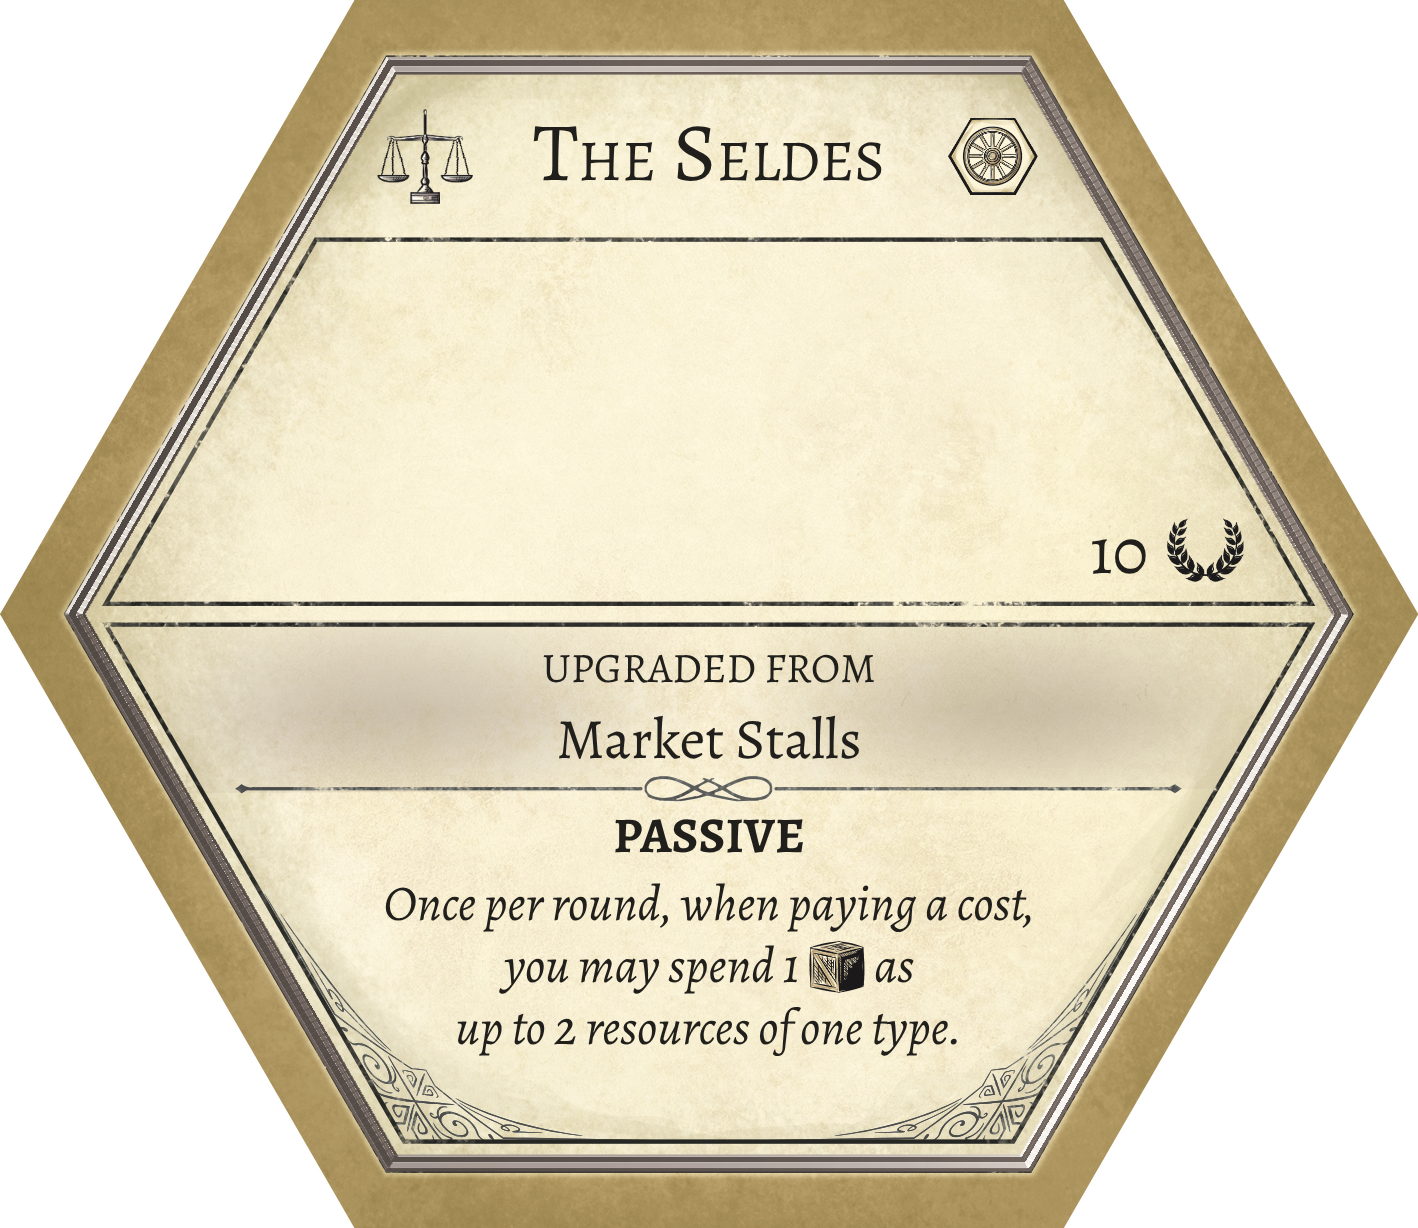 The Seldes
10
UPGRADED FROM
Market Stalls
PASSIVE
Once per round, when paying a cost,
you may spend 1 as
up to 2 resources of one type.